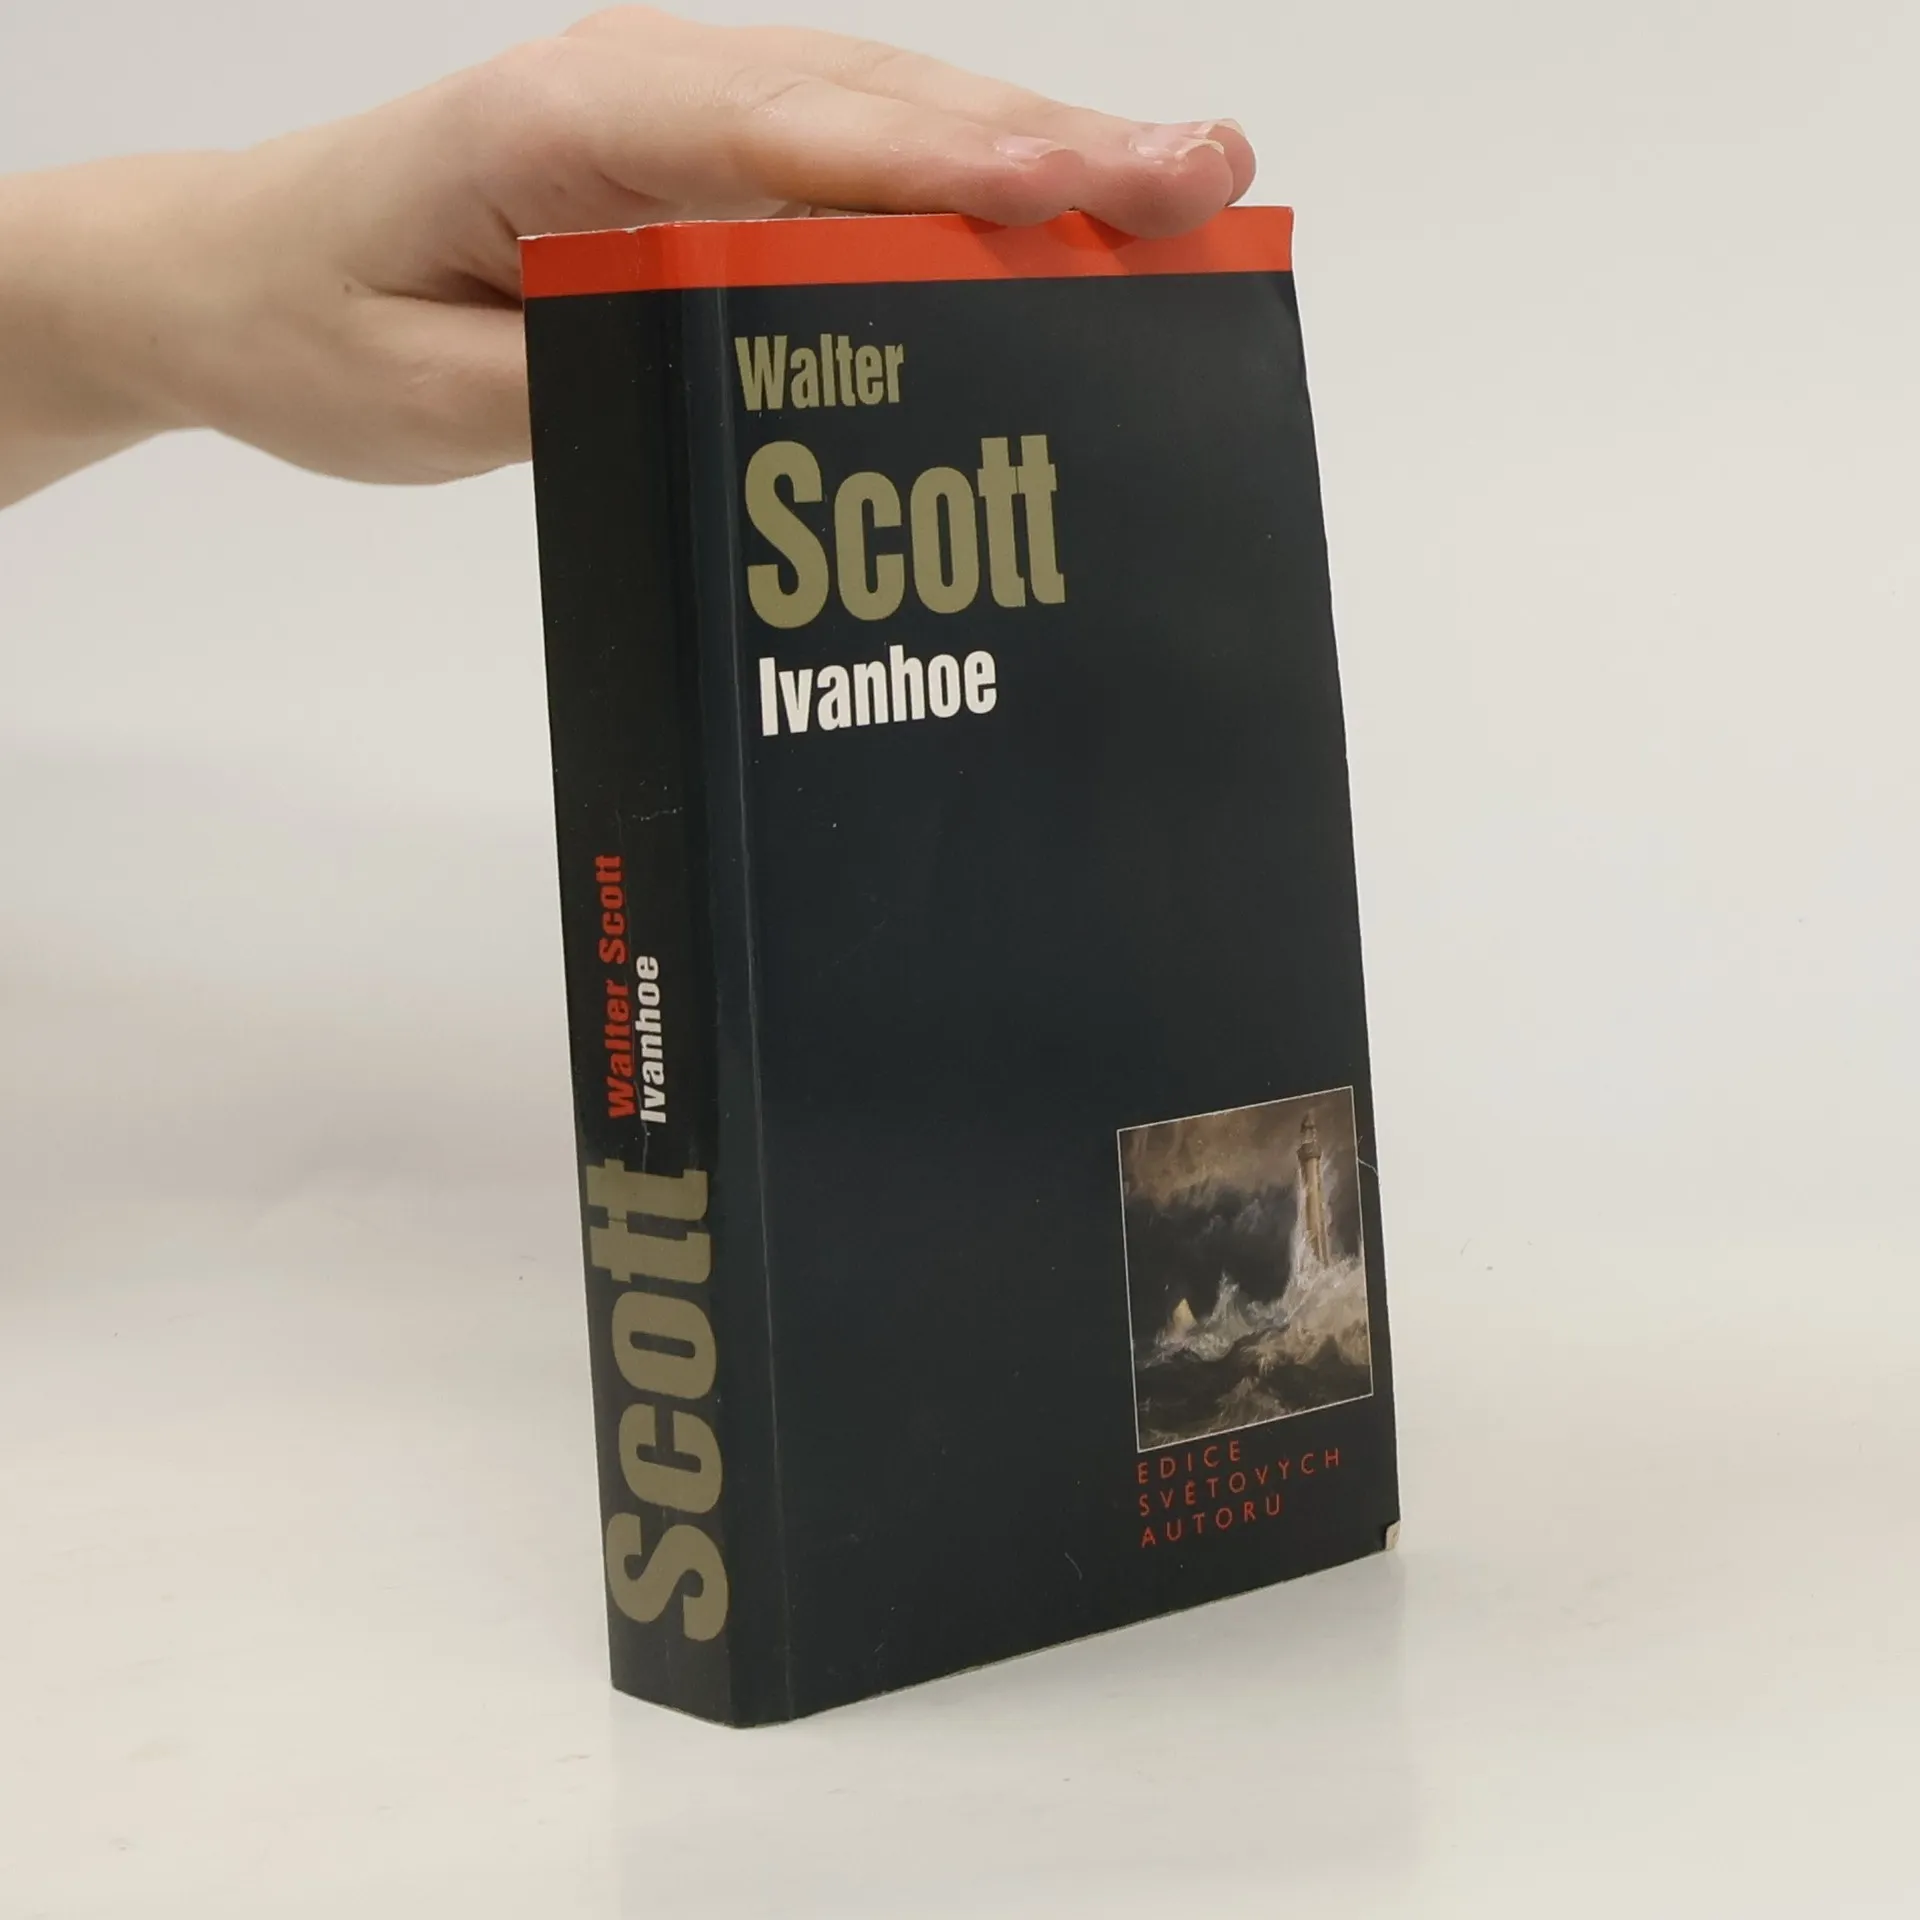 Walter
Scott
Ivanhoe
Walter Scott
Ivanhoe
Scott
EDICE
SVĚTOVÝCH
AUTORŮ